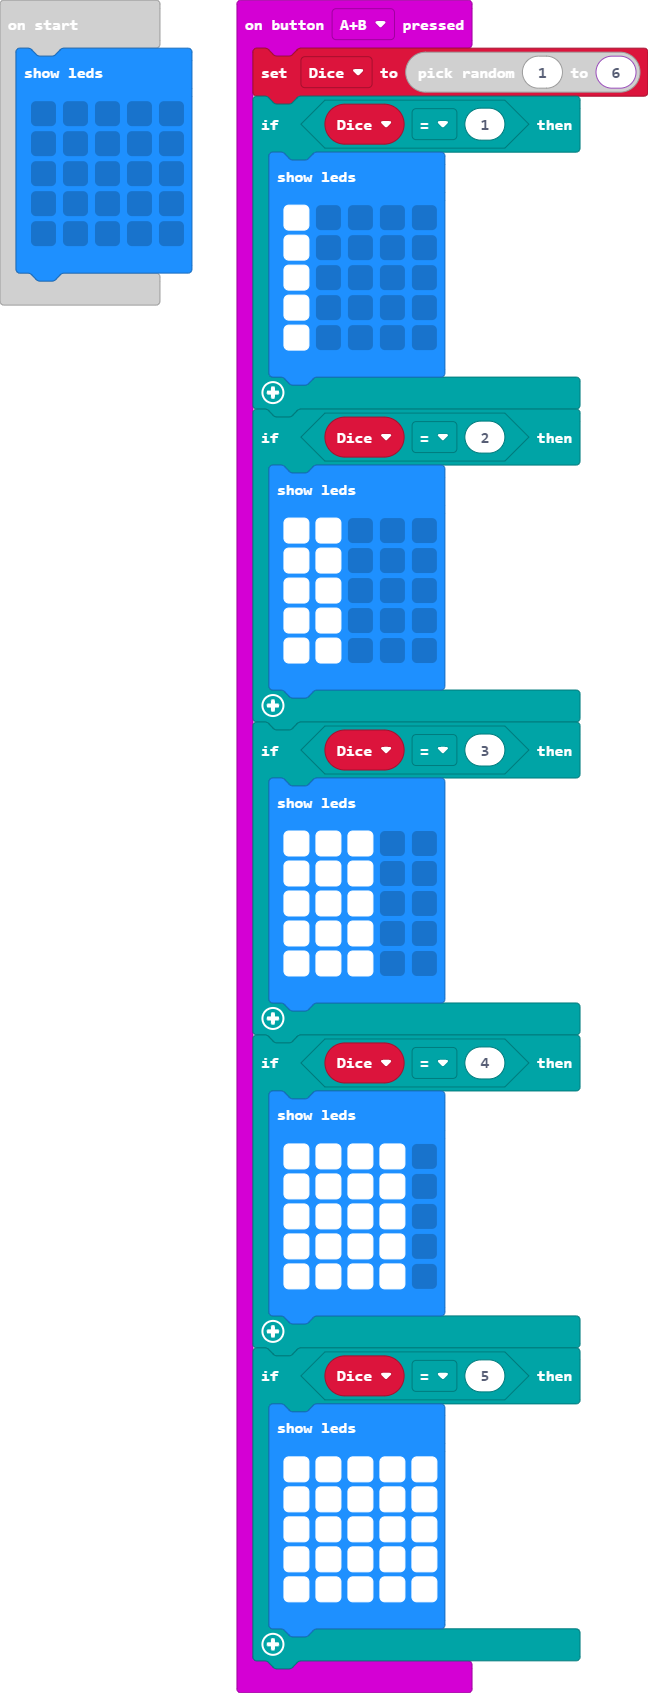 on start
show leds
on button A+B pressed
set Dice to pick random 1 to 6
if Dice = 1 then
show leds
if Dice = 2 then
show leds
if Dice = 3 then
show leds
if Dice = 4 then
show leds
if Dice = 5 then
show leds